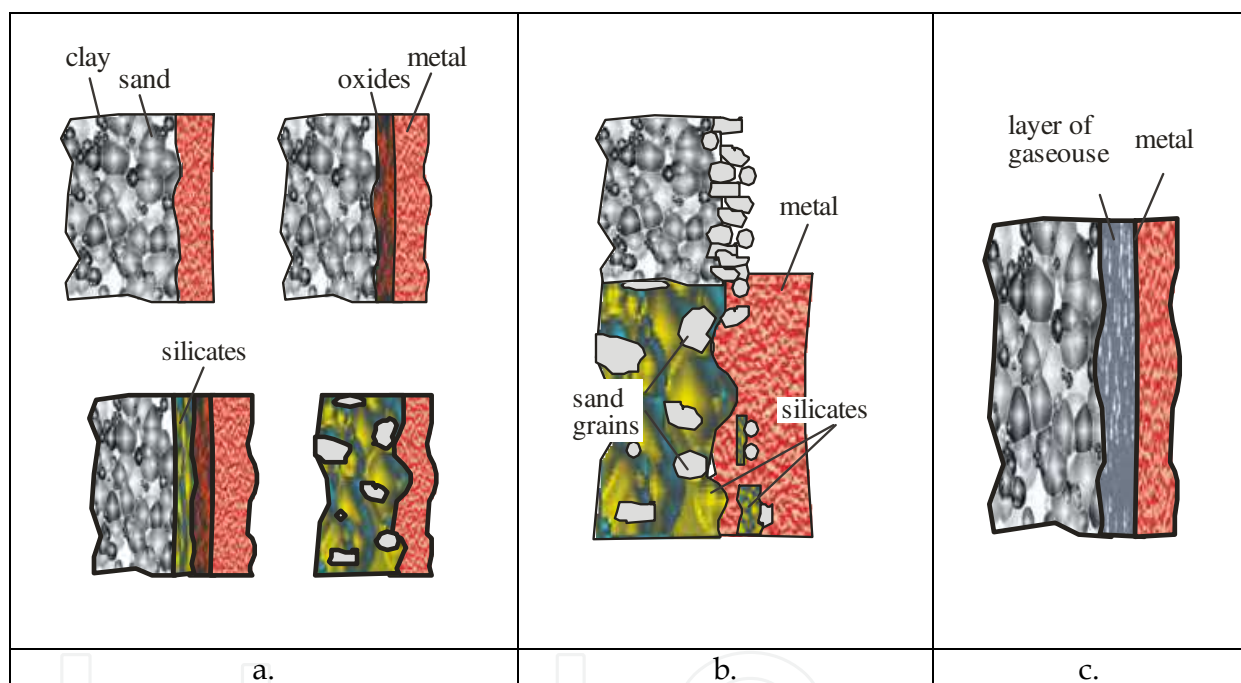 clay
sand
oxides
metal
silicates
metal
sand
grains
silicates
layer of
gaseouse
metal
a.
b.
c.